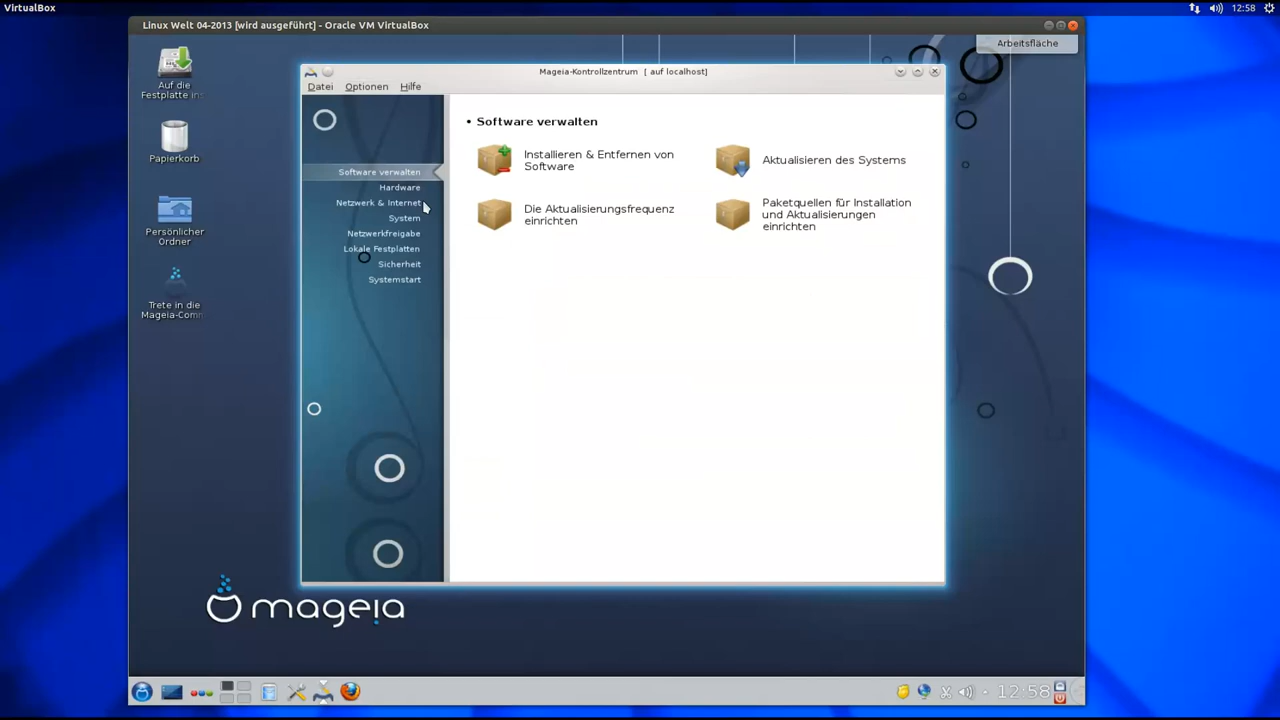 VirtualBox
12:58
Linux Welt 04-2013 [wird ausgeführt] - Oracle VM VirtualBox
Arbeitsfläche
Auf die
Festplatte in
Papierkorb
Persönlicher
Ordner
Trete in die
Mageia-Com
Mageia-Kontrollzentrum [ auf localhost]
Datei Optionen Hilfe
Software verwalten
Hardware
Netzwerk & Internet
System
Netzwerkfreigabe
Lokale Festplatten
Sicherheit
Systemstart
• Software verwalten
Installieren & Entfernen von
Software
Aktualisieren des Systems
Die Aktualisierungsfrequenz
einrichten
Paketquellen für Installation
und Aktualisierungen
einrichten
mageia
12:58